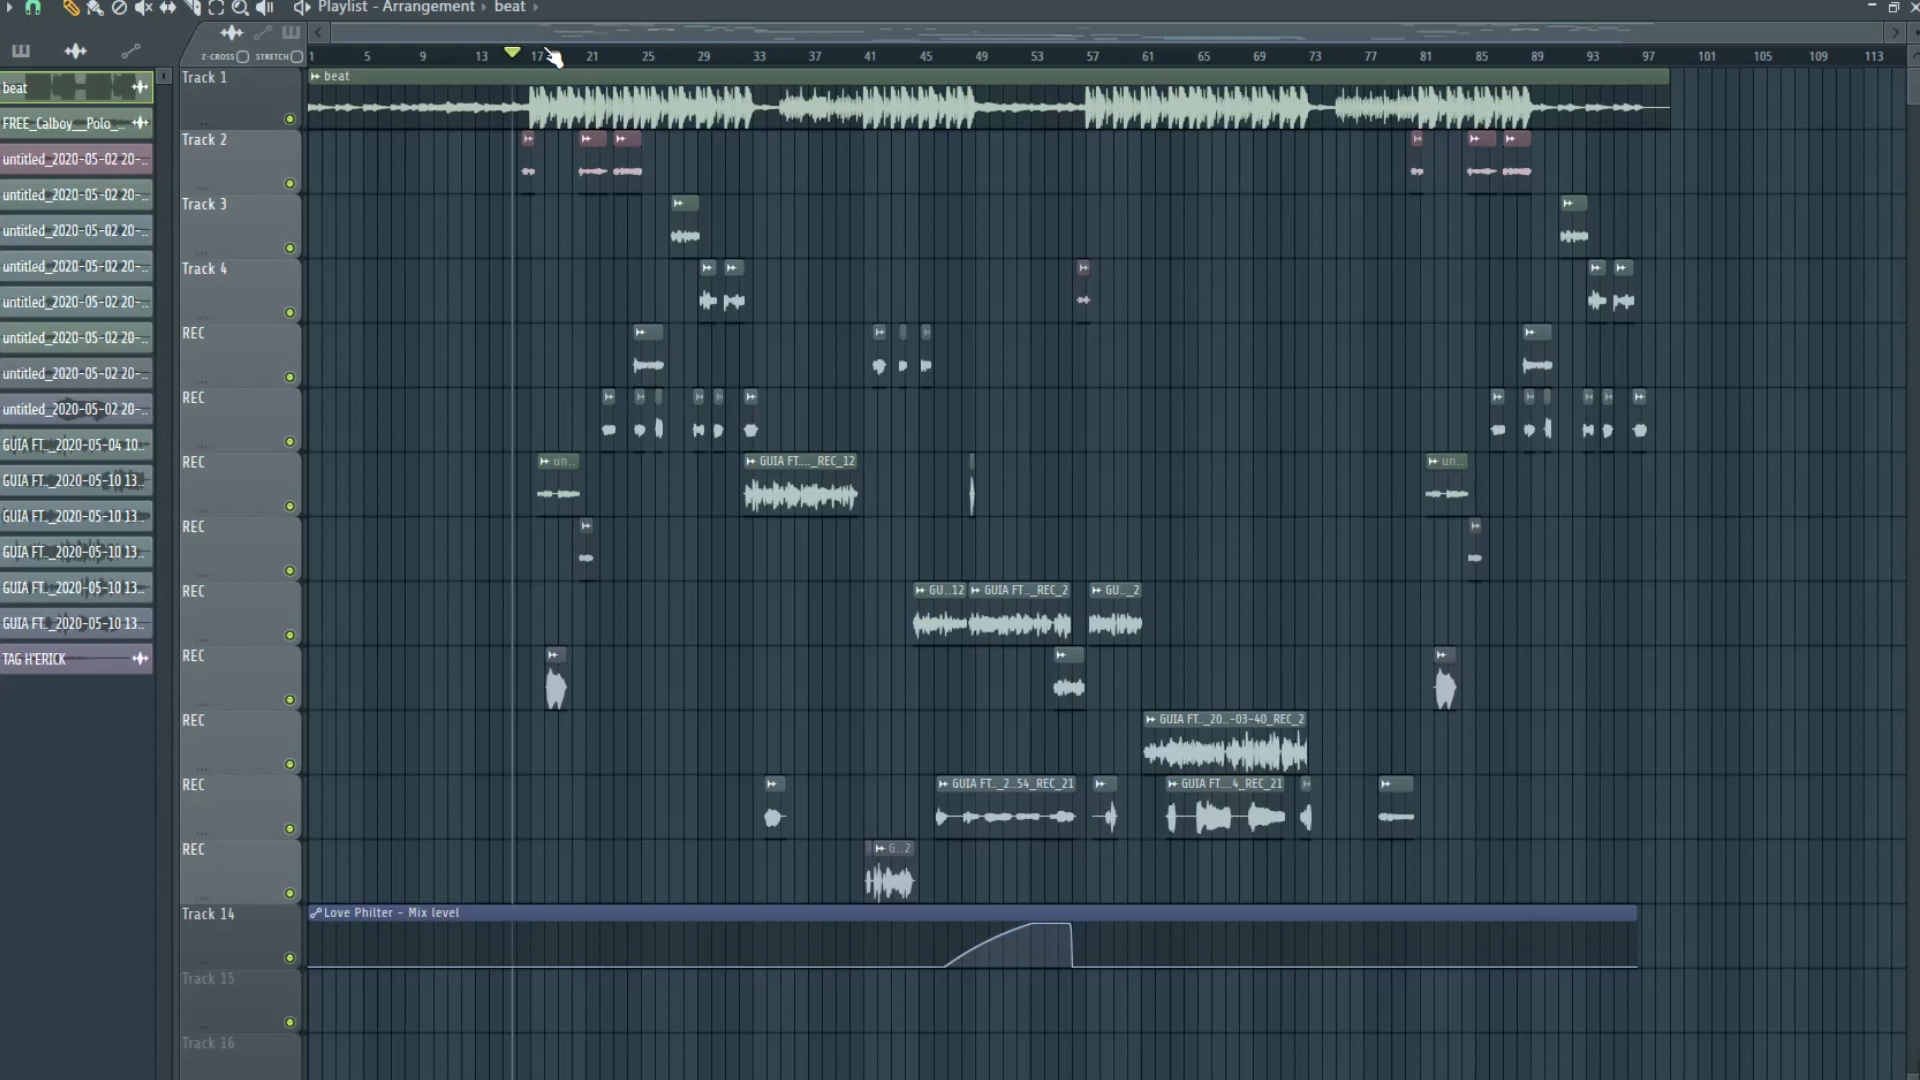 Playlist - Arrangement › beat ›
Z-CROSS STRETCH
1 5 9 13 17 21 25 29 33 37 41 45 49 53 57 61 65 69 73 77 81 85 89 93 97 101 105 109 113
beat
FREE_Calboy__Polo_..
untitled_2020-05-02 20-..
untitled_2020-05-02 20-..
untitled_2020-05-02 20-..
untitled_2020-05-02 20-..
untitled_2020-05-02 20-..
untitled_2020-05-02 20-..
untitled_2020-05-02 20-..
untitled_2020-05-02 20-..
GUIA FT.._2020-05-04 10..
GUIA FT.._2020-05-10 13..
GUIA FT.._2020-05-10 13..
GUIA FT.._2020-05-10 13..
GUIA FT.._2020-05-10 13..
GUIA FT.._2020-05-10 13..
TAG H'ERICK
Track 1
beat
Track 2
Track 3
Track 4
REC
REC
REC
un..
GUIA FT...._REC_12
un..
REC
REC
GU..12
GUIA FT.._REC_2
GU.._2
REC
REC
GUIA FT.._20..-03-40_REC_2
REC
GUIA FT.._2..54_REC_21
GUIA FT....4_REC_21
REC
G..2
Track 14
Love Philter - Mix level
Track 15
Track 16